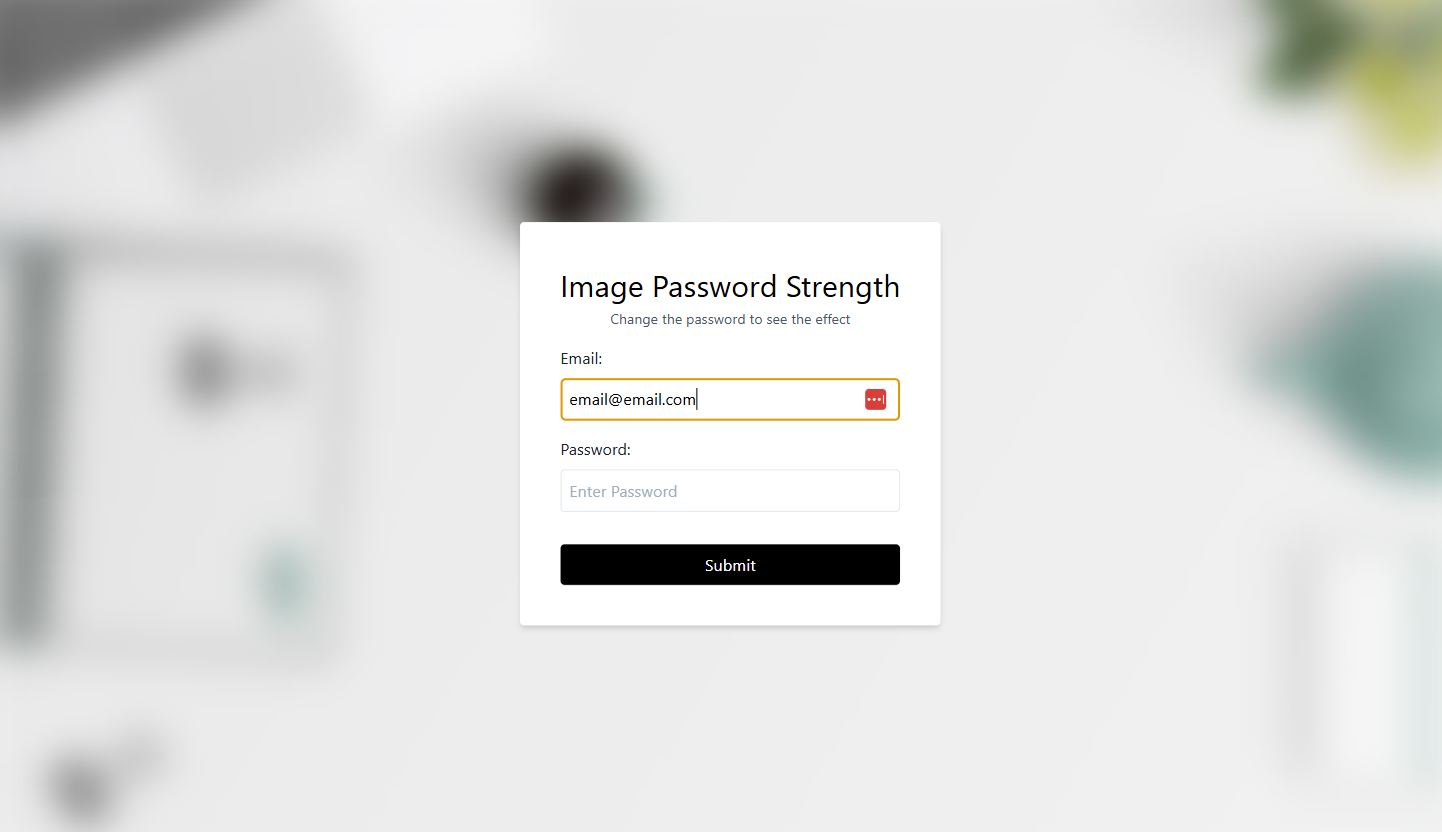 Image Password Strength
Change the password to see the effect
Email:
email@email.com
Password:
Enter Password
Submit